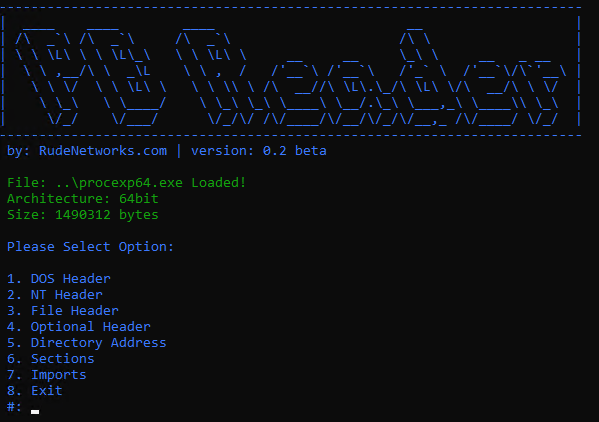 PE Reader
by: RudeNetworks.com | version: 0.2 beta
File: ..\procexp64.exe Loaded!
Architecture: 64bit
Size: 1490312 bytes
Please Select Option:
1. DOS Header
2. NT Header
3. File Header
4. Optional Header
5. Directory Address
6. Sections
7. Imports
8. Exit
#: